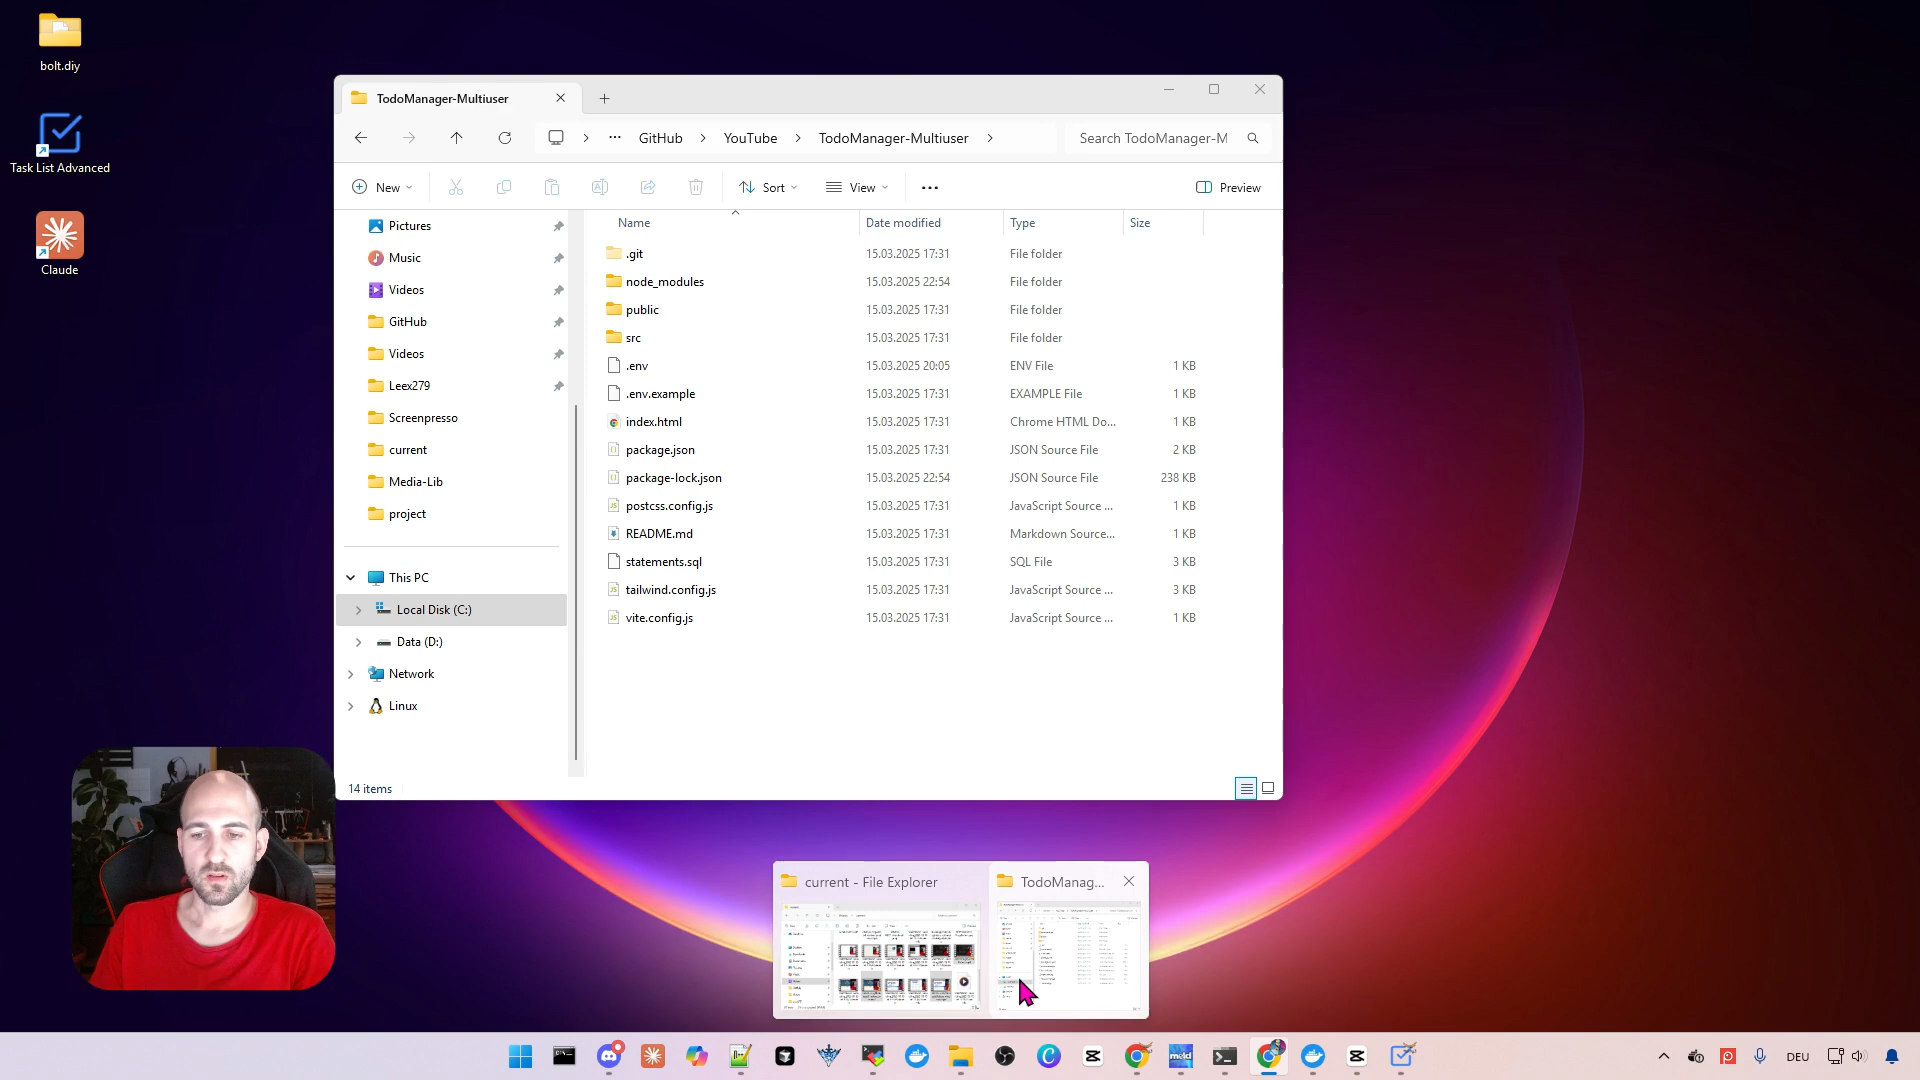 bolt.diy
Task List Advanced
Claude
TodoManager-Multiuser
GitHub
YouTube
TodoManager-Multiuser
Search TodoManager-M
New
Sort
View
Preview
Pictures
Music
Videos
GitHub
Videos
Leex279
Screenpresso
current
Media-Lib
project
This PC
Local Disk (C:)
Data (D:)
Network
Linux
Name Date modified Type Size
.git 15.03.2025 17:31 File folder
node_modules 15.03.2025 22:54 File folder
public 15.03.2025 17:31 File folder
src 15.03.2025 17:31 File folder
.env 15.03.2025 20:05 ENV File 1 KB
.env.example 15.03.2025 17:31 EXAMPLE File 1 KB
index.html 15.03.2025 17:31 Chrome HTML Do... 1 KB
package.json 15.03.2025 17:31 JSON Source File 2 KB
package-lock.json 15.03.2025 22:54 JSON Source File 238 KB
postcss.config.js 15.03.2025 17:31 JavaScript Source ... 1 KB
README.md 15.03.2025 17:31 Markdown Source... 1 KB
statements.sql 15.03.2025 17:31 SQL File 3 KB
tailwind.config.js 15.03.2025 17:31 JavaScript Source ... 3 KB
vite.config.js 15.03.2025 17:31 JavaScript Source ... 1 KB
14 items
current - File Explorer
TodoManag...
meld
DEU